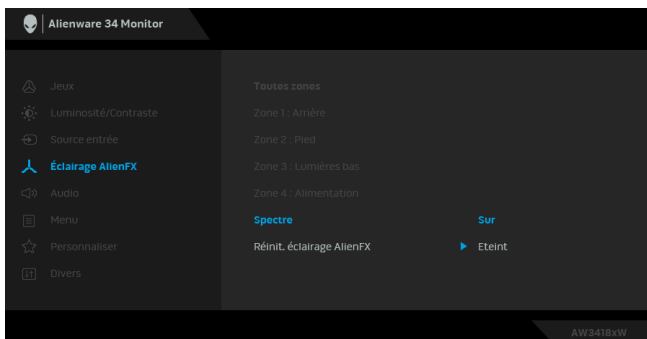 Alienware 34 Monitor
Jeux
Luminosité/Contraste
Source entrée
Éclairage AlienFX
Audio
Menu
Personnaliser
Divers
Toutes zones
Zone 1 : Arrière
Zone 2 : Pied
Zone 3 : Lumières bas
Zone 4 : Alimentation
Spectre
Sur
Réinit. éclairage AlienFX
Eteint
AW3418xW